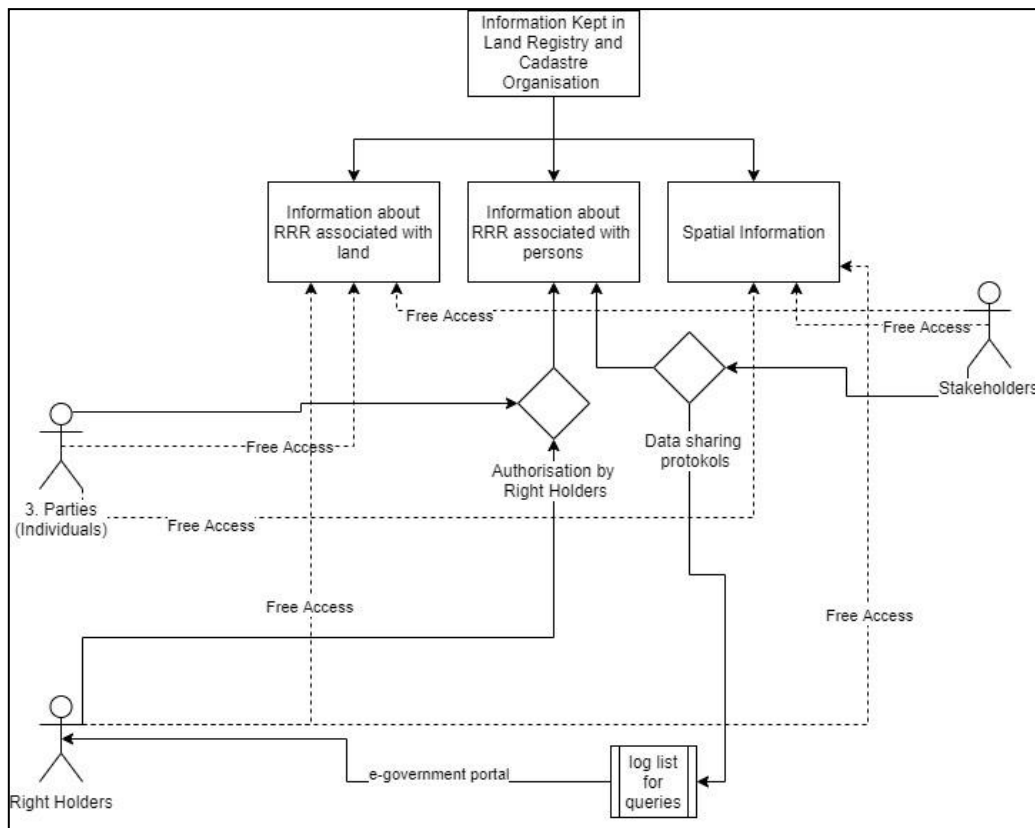 Information Kept in
Land Registry and
Cadastre
Organisation
Information about
RRR associated with
land
Information about
RRR associated with
persons
Spatial Information
Free Access
Free Access
Stakeholders
Free Access
Data sharing
protokols
Authorisation by
Right Holders
3. Parties
(Individuals)
Free Access
Free Access
Free Access
e-government portal
log list
for
queries
Right Holders